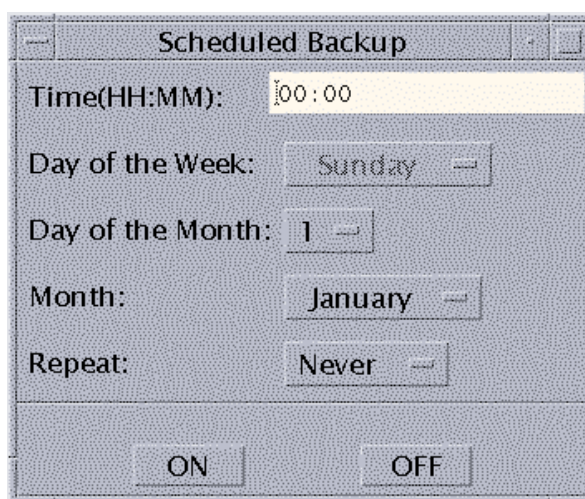 Scheduled Backup
Time(HH:MM): 00:00
Day of the Week: Sunday
Day of the Month: 1
Month: January
Repeat: Never
ON OFF